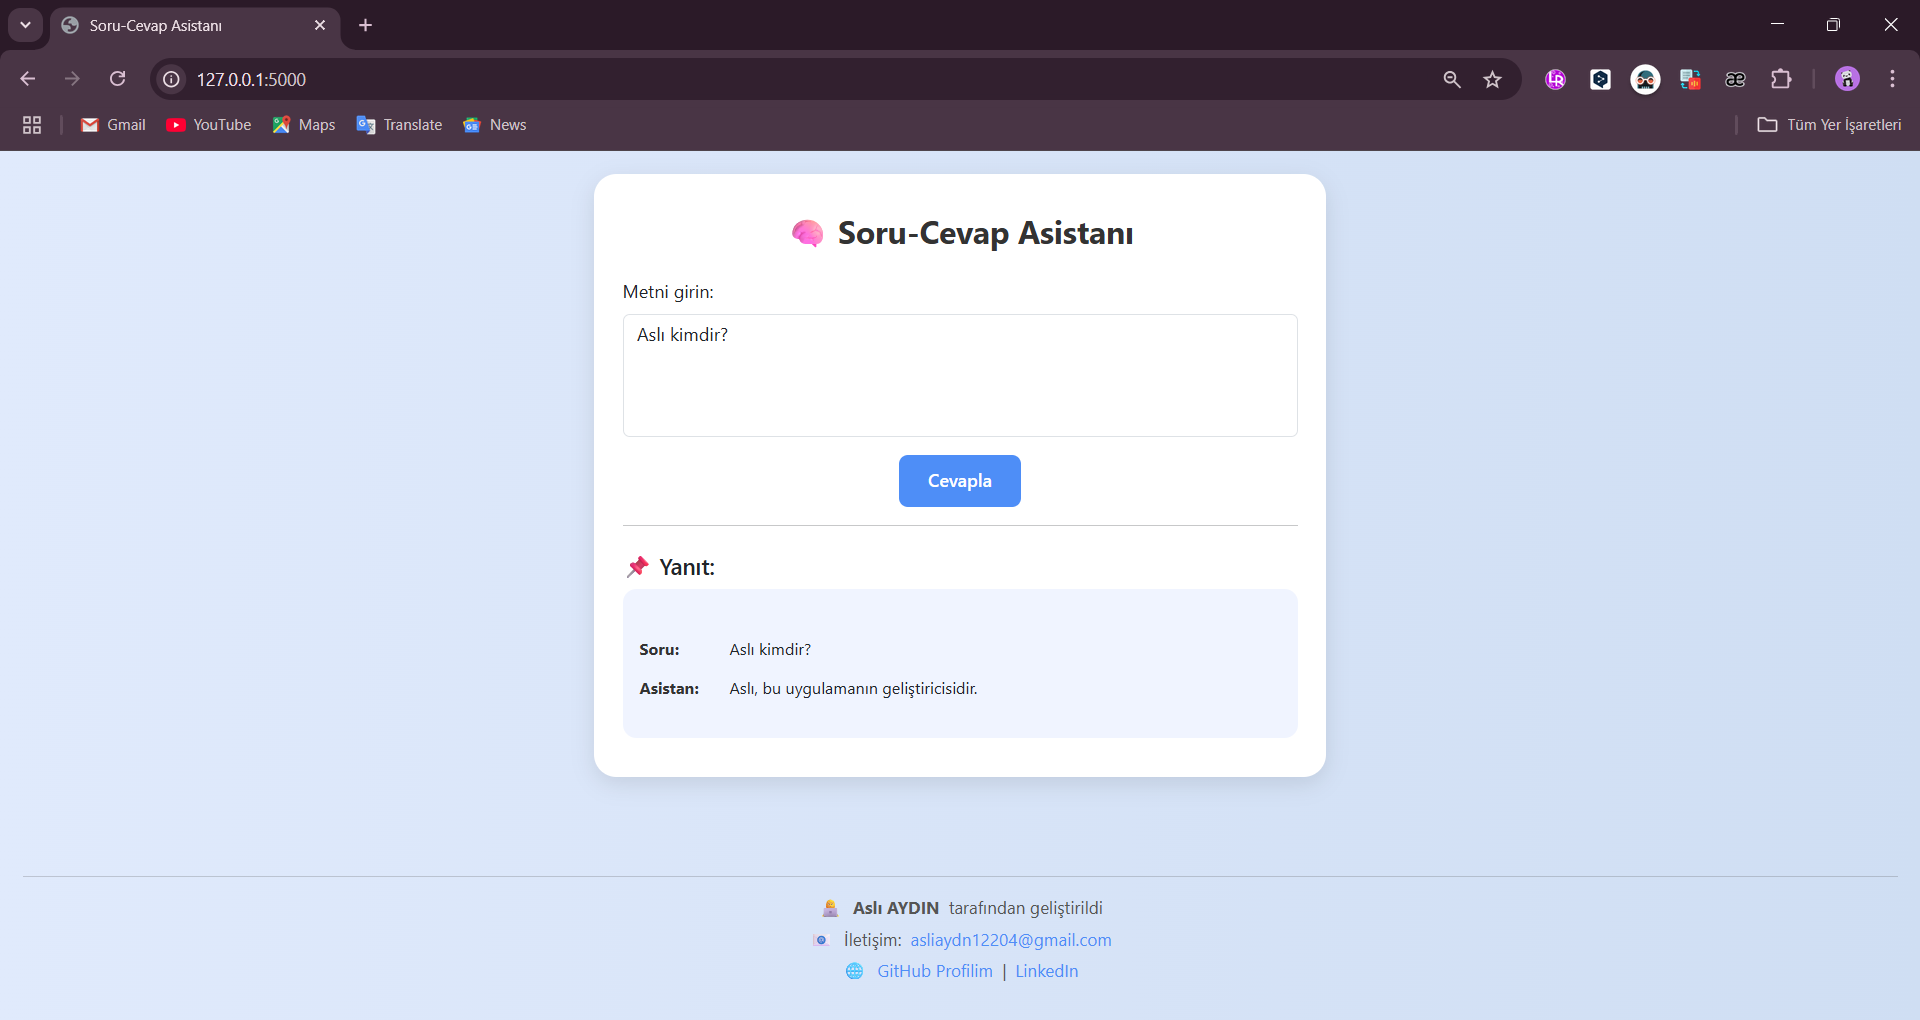 Soru-Cevap Asistanı
127.0.0.1:5000
Gmail YouTube Maps Translate News Tüm Yer İşaretleri
Soru-Cevap Asistanı
Metni girin:
Aslı kimdir?
Cevapla
Yanıt:
Soru: Aslı kimdir?
Asistan: Aslı, bu uygulamanın geliştiricisidir.
Aslı AYDIN tarafından geliştirildi
İletişim: asliaydn12204@gmail.com
GitHub Profilim | LinkedIn